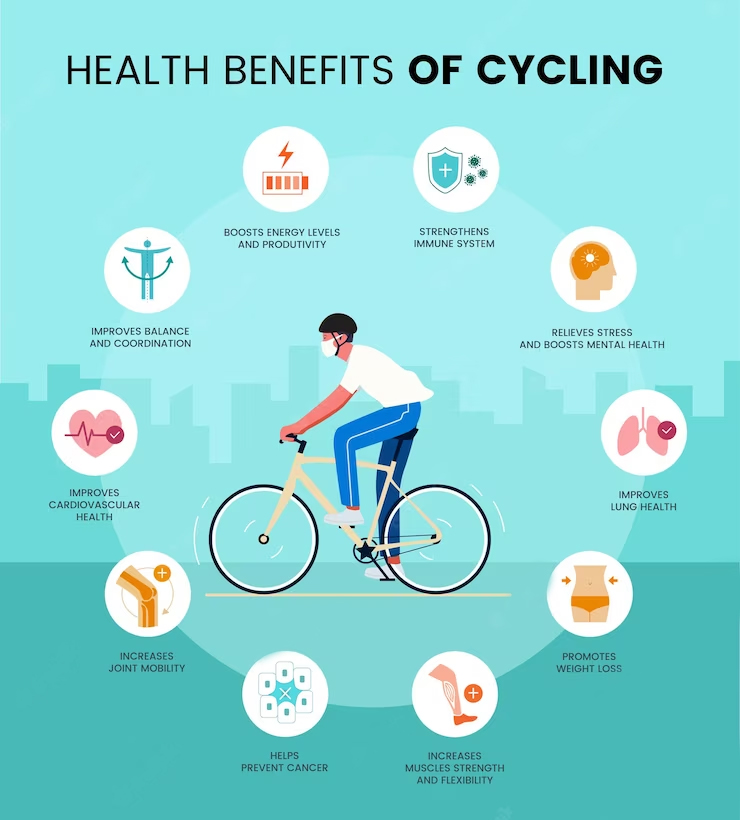 HEALTH BENEFITS OF CYCLING
BOOSTS ENERGY LEVELS
AND PRODUTIVITY
STRENGTHENS
IMMUNE SYSTEM
IMPROVES BALANCE
AND COORDINATION
RELIEVES STRESS
AND BOOSTS MENTAL HEALTH
IMPROVES
CARDIOVASCULAR
HEALTH
IMPROVES
LUNG HEALTH
INCREASES
JOINT MOBILITY
PROMOTES
WEIGHT LOSS
HELPS
PREVENT CANCER
INCREASES
MUSCLES STRENGTH
AND FLEXIBILITY